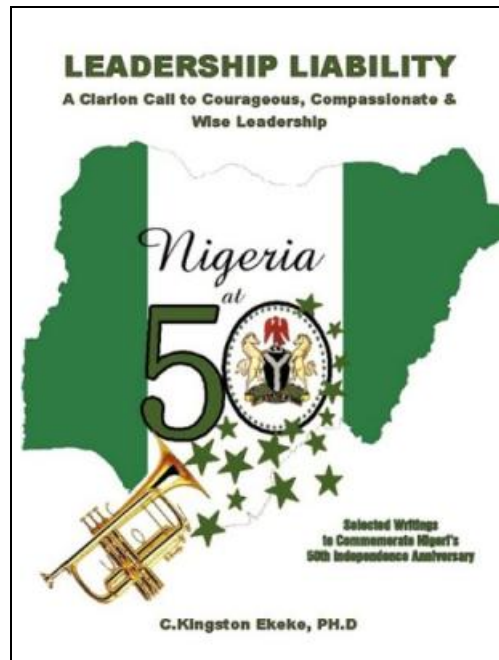 LEADERSHIP LIABILITY
A Clarion Call to Courageous, Compassionate &
Wise Leadership
Nigeria
at
50
Selected Writings
to Commemorate Nigeri's
50th Independence Anniversary
C.Kingston Ekeke, PH.D